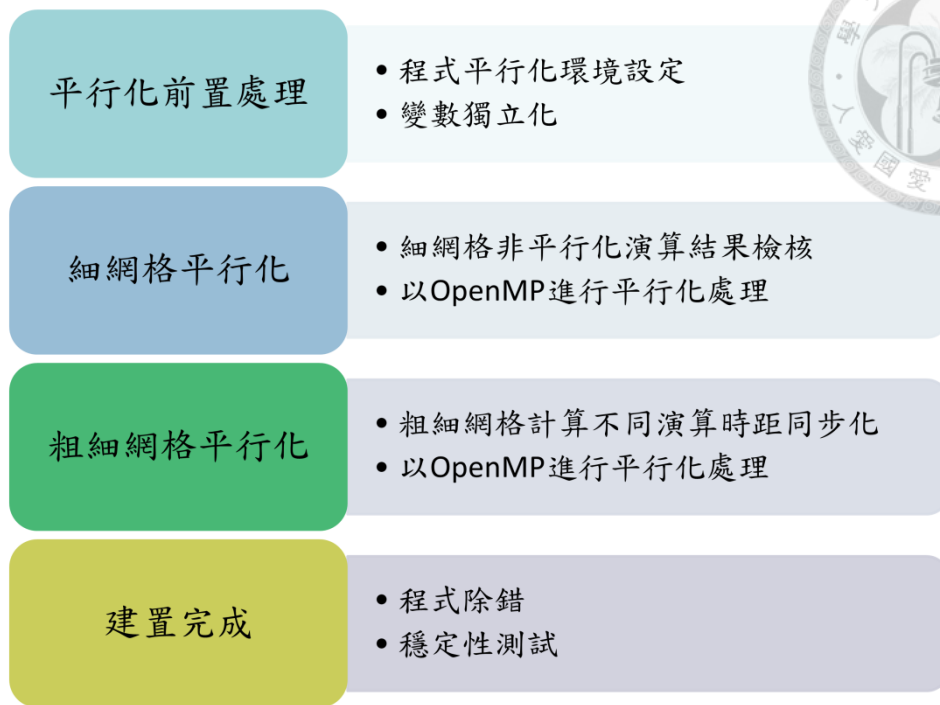 平行化前置處理
• 程式平行化環境設定
• 變數獨立化
細網格平行化
• 細網格非平行化演算結果檢核
• 以OpenMP進行平行化處理
粗細網格平行化
• 粗細網格計算不同演算時距同步化
• 以OpenMP進行平行化處理
建置完成
• 程式除錯
• 穩定性測試
學
人愛國愛